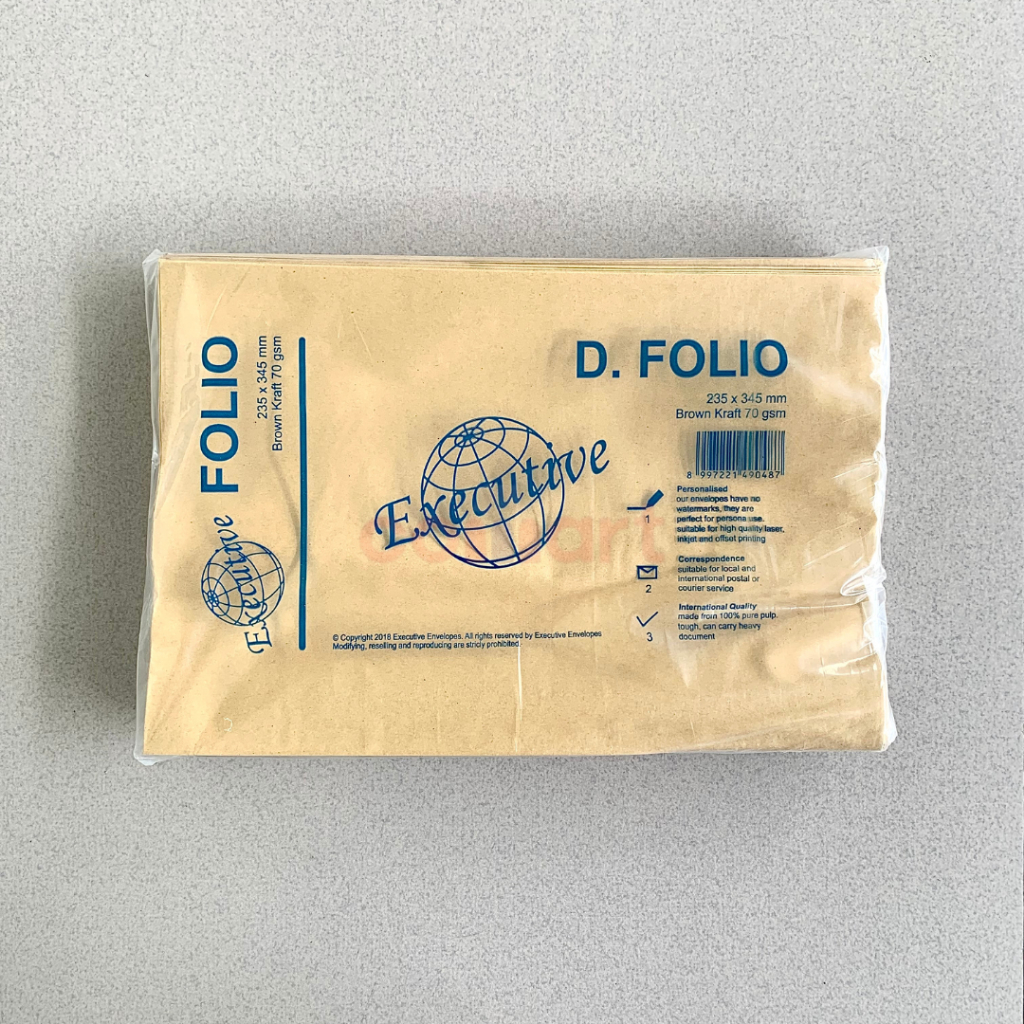 FOLIO
235 x 345 mm
Brown Kraft 70 gsm
Executive
D. FOLIO
235 x 345 mm
Brown Kraft 70 gsm
8 997221 490487
Executive
1
Personalised
our envelopes have no
watermarks, they are
perfect for persona use.
suitable for high quality laser,
inkjet and offset printing
2
Correspondence
suitable for local and
International postal or
courier service
3
International Quality
made from 100% pure pulp.
tough, can carry heavy
document
© Copyright 2018 Executive Envelopes. All rights reserved by Executive Envelopes
Modifying, reselling and reproducing are stricly prohibited.